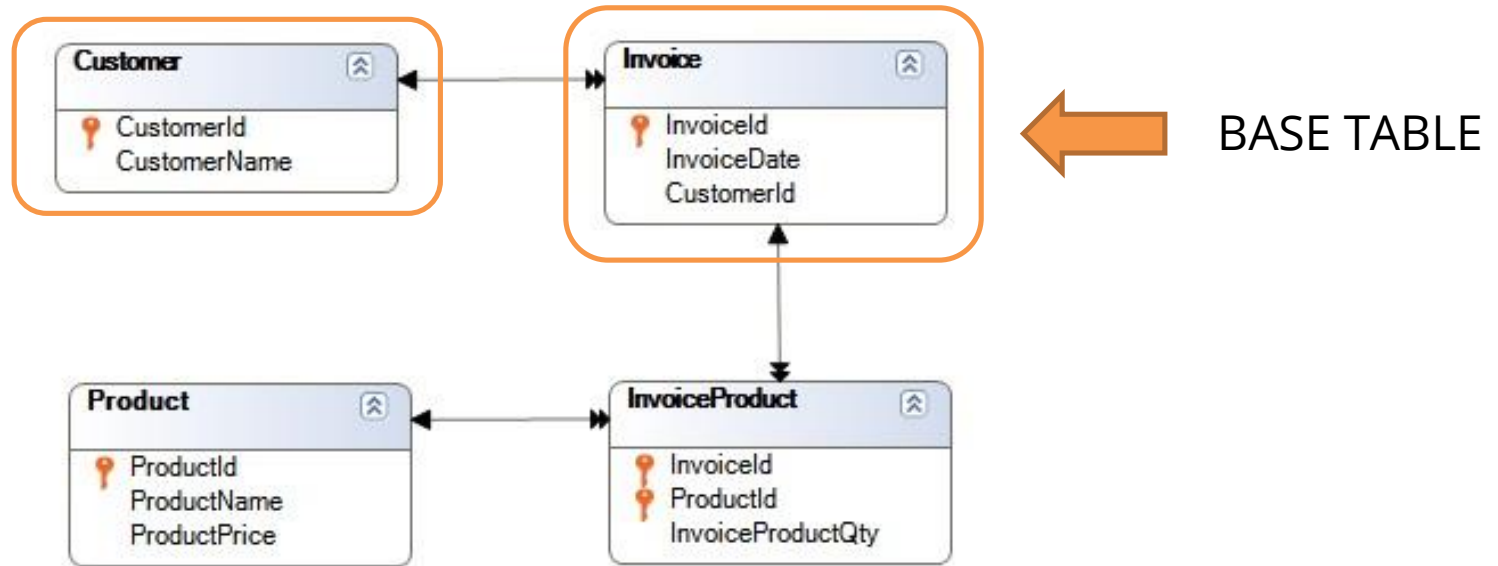 Customer
CustomerId
CustomerName
Invoice
InvoiceId
InvoiceDate
CustomerId
BASE TABLE
Product
ProductId
ProductName
ProductPrice
InvoiceProduct
InvoiceId
ProductId
InvoiceProductQty